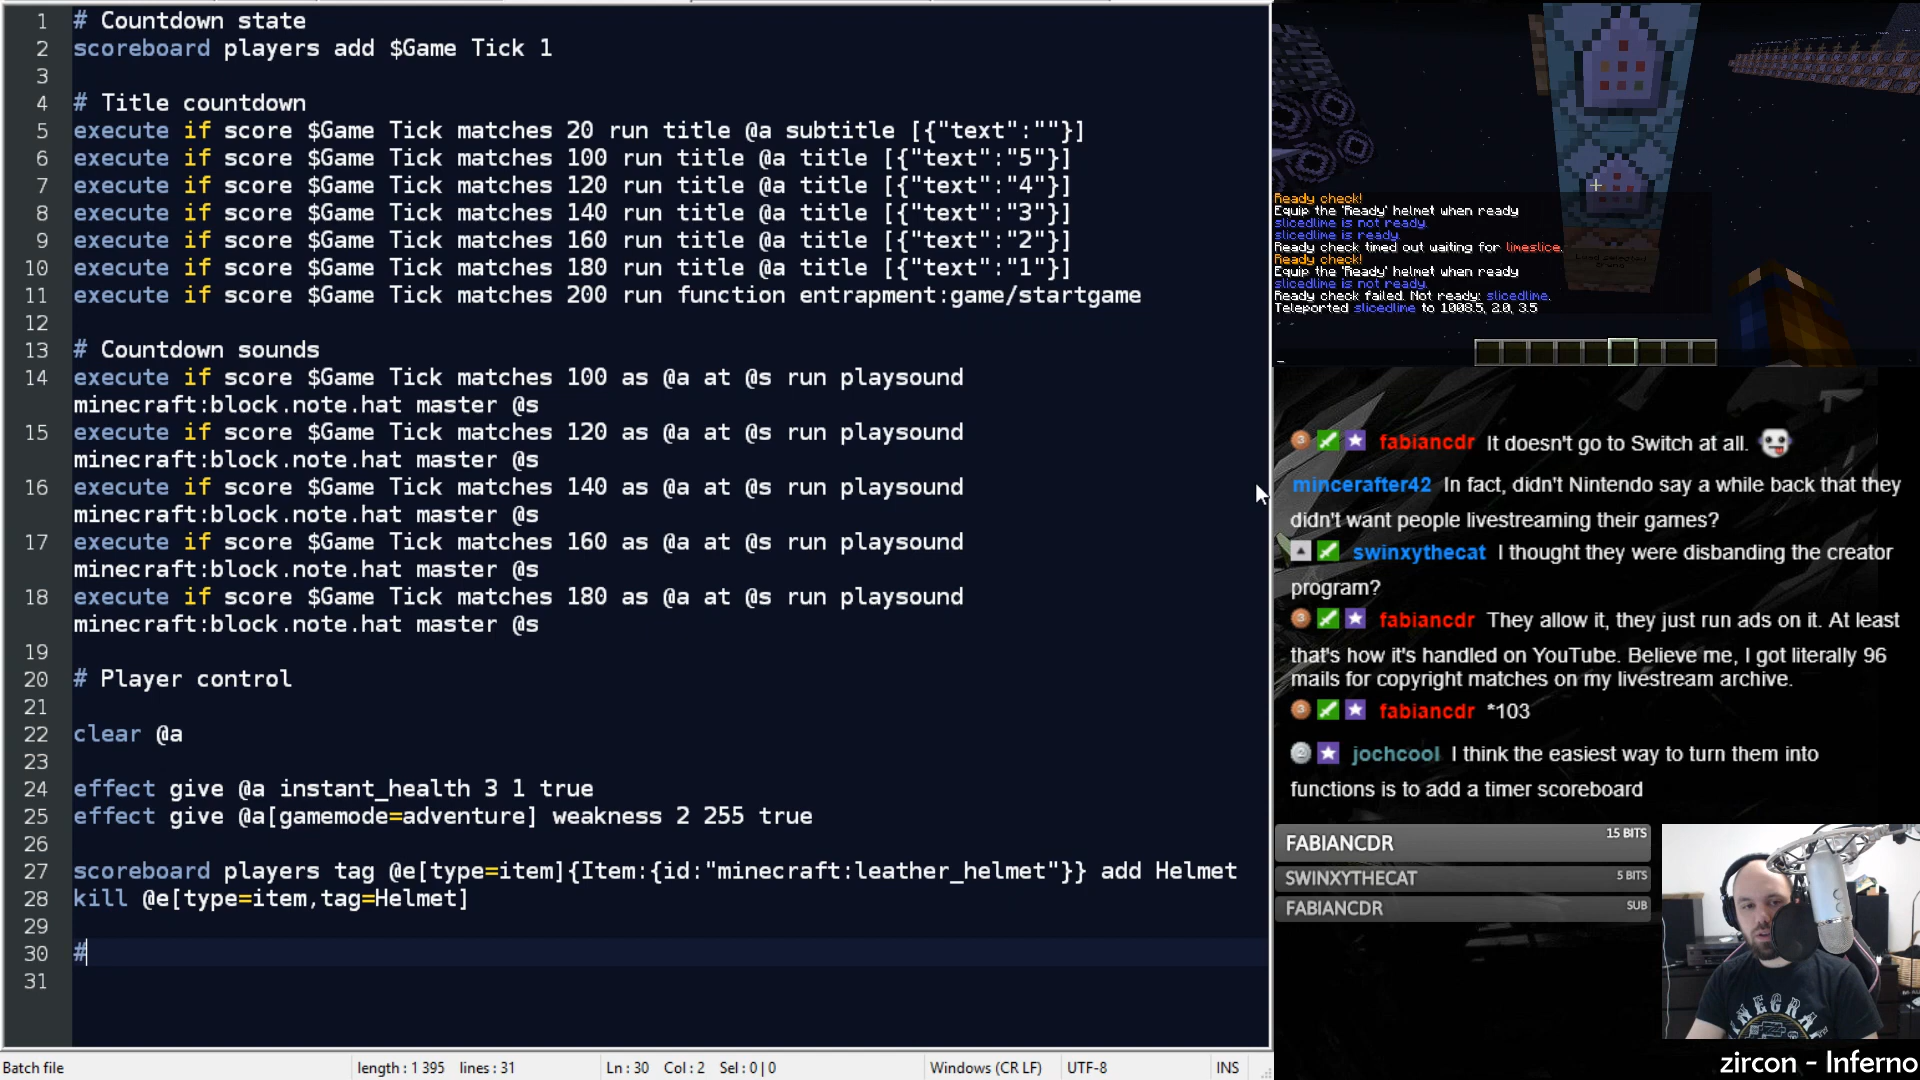 1 # Countdown state
2 scoreboard players add $Game Tick 1
3
4 # Title countdown
5 execute if score $Game Tick matches 20 run title @a subtitle [{"text":""}]
6 execute if score $Game Tick matches 100 run title @a title [{"text":"5"}]
7 execute if score $Game Tick matches 120 run title @a title [{"text":"4"}]
8 execute if score $Game Tick matches 140 run title @a title [{"text":"3"}]
9 execute if score $Game Tick matches 160 run title @a title [{"text":"2"}]
10 execute if score $Game Tick matches 180 run title @a title [{"text":"1"}]
11 execute if score $Game Tick matches 200 run function entrapment:game/startgame
12
13 # Countdown sounds
14 execute if score $Game Tick matches 100 as @a at @s run playsound
minecraft:block.note.hat master @s
15 execute if score $Game Tick matches 120 as @a at @s run playsound
minecraft:block.note.hat master @s
16 execute if score $Game Tick matches 140 as @a at @s run playsound
minecraft:block.note.hat master @s
17 execute if score $Game Tick matches 160 as @a at @s run playsound
minecraft:block.note.hat master @s
18 execute if score $Game Tick matches 180 as @a at @s run playsound
minecraft:block.note.hat master @s
19
20 # Player control
21
22 clear @a
23
24 effect give @a instant_health 3 1 true
25 effect give @a[gamemode=adventure] weakness 2 255 true
26
27 scoreboard players tag @e[type=item]{Item:{id:"minecraft:leather_helmet"}} add Helmet
28 kill @e[type=item,tag=Helmet]
29
30 #
31
Batch file length : 1 395 lines : 31 Ln : 30 Col : 2 Sel : 0 | 0 Windows (CR LF) UTF-8 INS
Ready check!
Equip the 'Ready' helmet when ready
slicedlime is not ready.
slicedlime is ready.
Ready check timed out waiting for limeslice.
Ready check!
Equip the 'Ready' helmet when ready
slicedlime is not ready.
Ready check failed. Not ready: slicedlime.
Teleported slicedlime to 1008.5, 2.0, 3.5
Load selected
fabiancdr It doesn't go to Switch at all.
mincerafter42 In fact, didn't Nintendo say a while back that they
didn't want people livestreaming their games?
swinxythecat I thought they were disbanding the creator
program?
3 fabiancdr They allow it, they just run ads on it. At least
that's how it's handled on YouTube. Believe me, I got literally 96
mails for copyright matches on my livestream archive.
3 fabiancdr *103
2 jochcool I think the easiest way to turn them into
functions is to add a timer scoreboard
FABIANCDR 15 BITS
SWINXYTHECAT 5 BITS
FABIANCDR SUB
zircon - Inferno